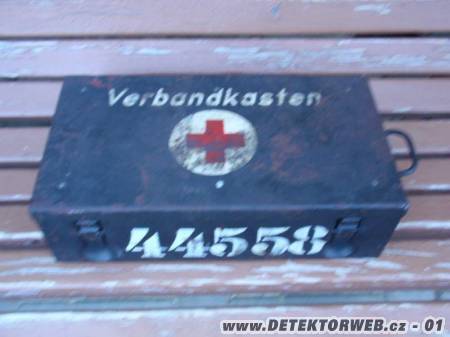 Verbandkasten
44558
www.DETEKTORWEB.cz - 01